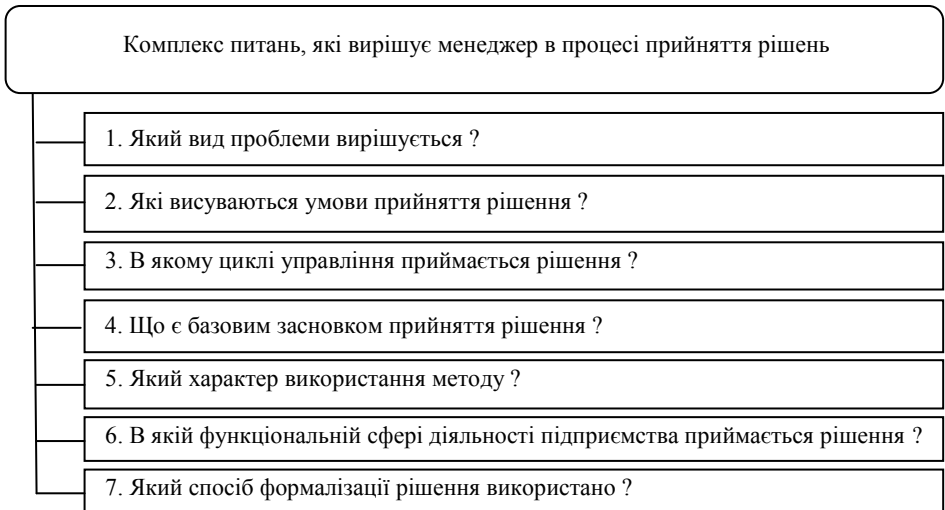 Комплекс питань, які вирішує менеджер в процесі прийняття рішень
1. Який вид проблеми вирішується ?
2. Які висуваються умови прийняття рішення ?
3. В якому циклі управління приймається рішення ?
4. Що є базовим засновком прийняття рішення ?
5. Який характер використання методу ?
6. В якій функціональній сфері діяльності підприємства приймається рішення ?
7. Який спосіб формалізації рішення використано ?